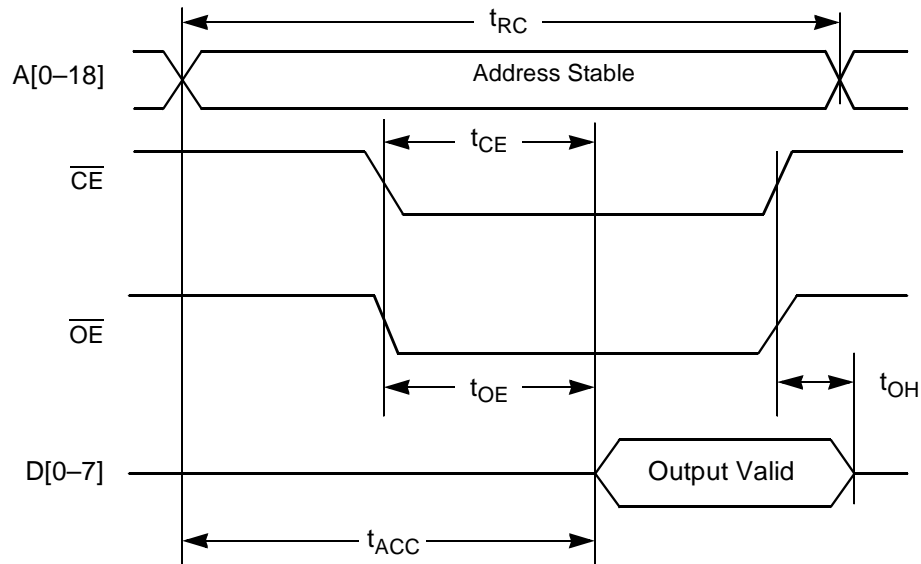 tRC
A[0–18]
Address Stable
tCE
CE
OE
tOE
tOH
D[0–7]
Output Valid
tACC